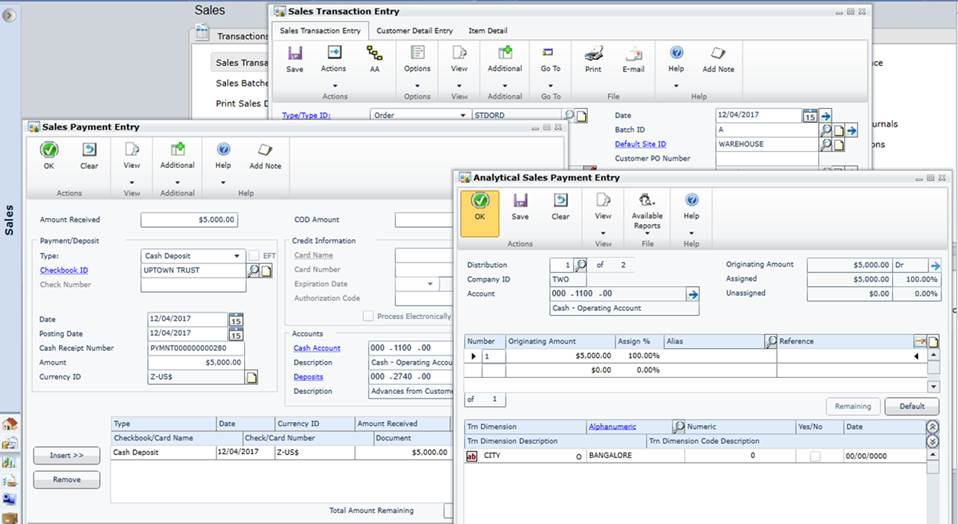 Sales
Transactions
Sales Transa
Sales Batche
Print Sales D
Sales
Sales Transaction Entry
Sales Transaction Entry Customer Detail Entry Item Detail
Save Actions AA Options View Additional Go To Print E-mail Help Add Note
Actions Options View Additional Go To File Help
Type/Type ID: Order STDORD
Date 12/04/2017
Batch ID A
Default Site ID WAREHOUSE
Customer PO Number
ce
urnals
ons
Sales Payment Entry
OK Clear View Additional Help Add Note
Actions View Additional Help
Amount Received $5,000.00 COD Amount
Payment/Deposit
Type: Cash Deposit EFT
Checkbook ID UPTOWN TRUST
Check Number
Date 12/04/2017
Posting Date 12/04/2017
Cash Receipt Number PYMNT000000000280
Amount $5,000.00
Currency ID Z-US$
Credit Information
Card Name
Card Number
Expiration Date
Authorization Code
Process Electronically
Accounts
Cash Account 000 -1100 -00
Description Cash - Operating Accou
Deposits 000 -2740 -00
Description Advances from Custome
Type Date Currency ID Amount Received
Checkbook/Card Name Check/Card Number Document
Cash Deposit 12/04/2017 Z-US$ $5,000.00
Insert >>
Remove
Total Amount Remaining
Analytical Sales Payment Entry
OK Save Clear View Available Reports Help
Actions View File Help
Distribution 1 of 2
Company ID TWO
Account 000 -1100 -00
Cash - Operating Account
Originating Amount $5,000.00 Dr
Assigned $5,000.00 100.00%
Unassigned $0.00 0.00%
Number Originating Amount Assign % Alias Reference
1 $5,000.00 100.00%
$0.00 0.00%
of 1
Remaining Default
Trn Dimension Alphanumeric Numeric Yes/No Date
Trn Dimension Description Trn Dimension Code Description
ab CITY O BANGALORE 0 00/00/0000